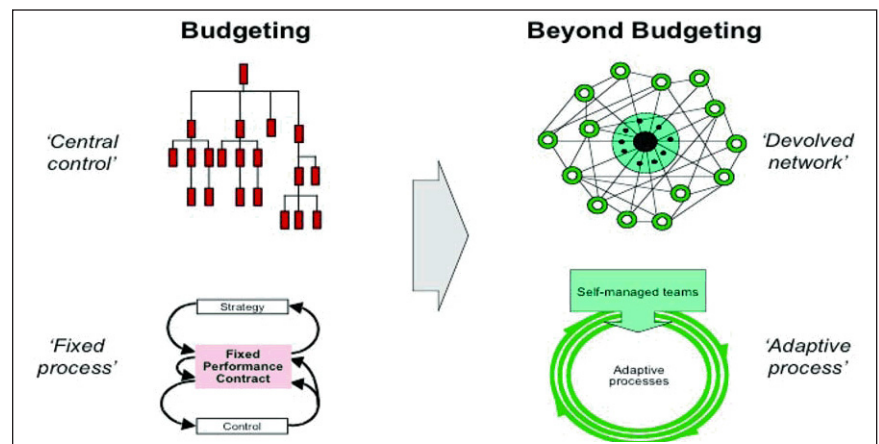 Budgeting
Beyond Budgeting
‘Central
control’
‘Devolved
network’
‘Fixed
process’
Strategy
Fixed
Performance
Contract
Control
Self-managed teams
Adaptive
processes
‘Adaptive
process’